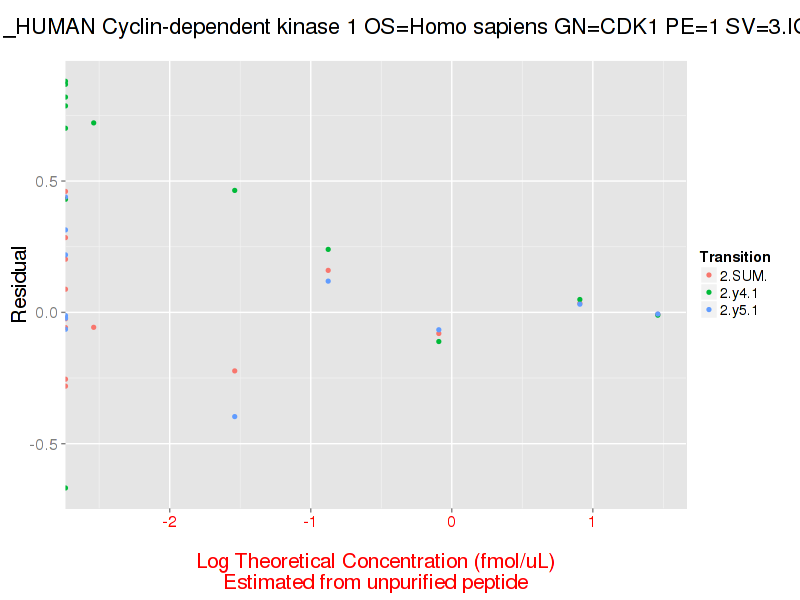 _HUMAN Cyclin-dependent kinase 1 OS=Homo sapiens GN=CDK1 PE=1 SV=3.IC
0.5
0.0
-0.5
Residual
-2 -1 0 1
Log Theoretical Concentration (fmol/uL)
Estimated from unpurified peptide
Transition
2.SUM.
2.y4.1
2.y5.1